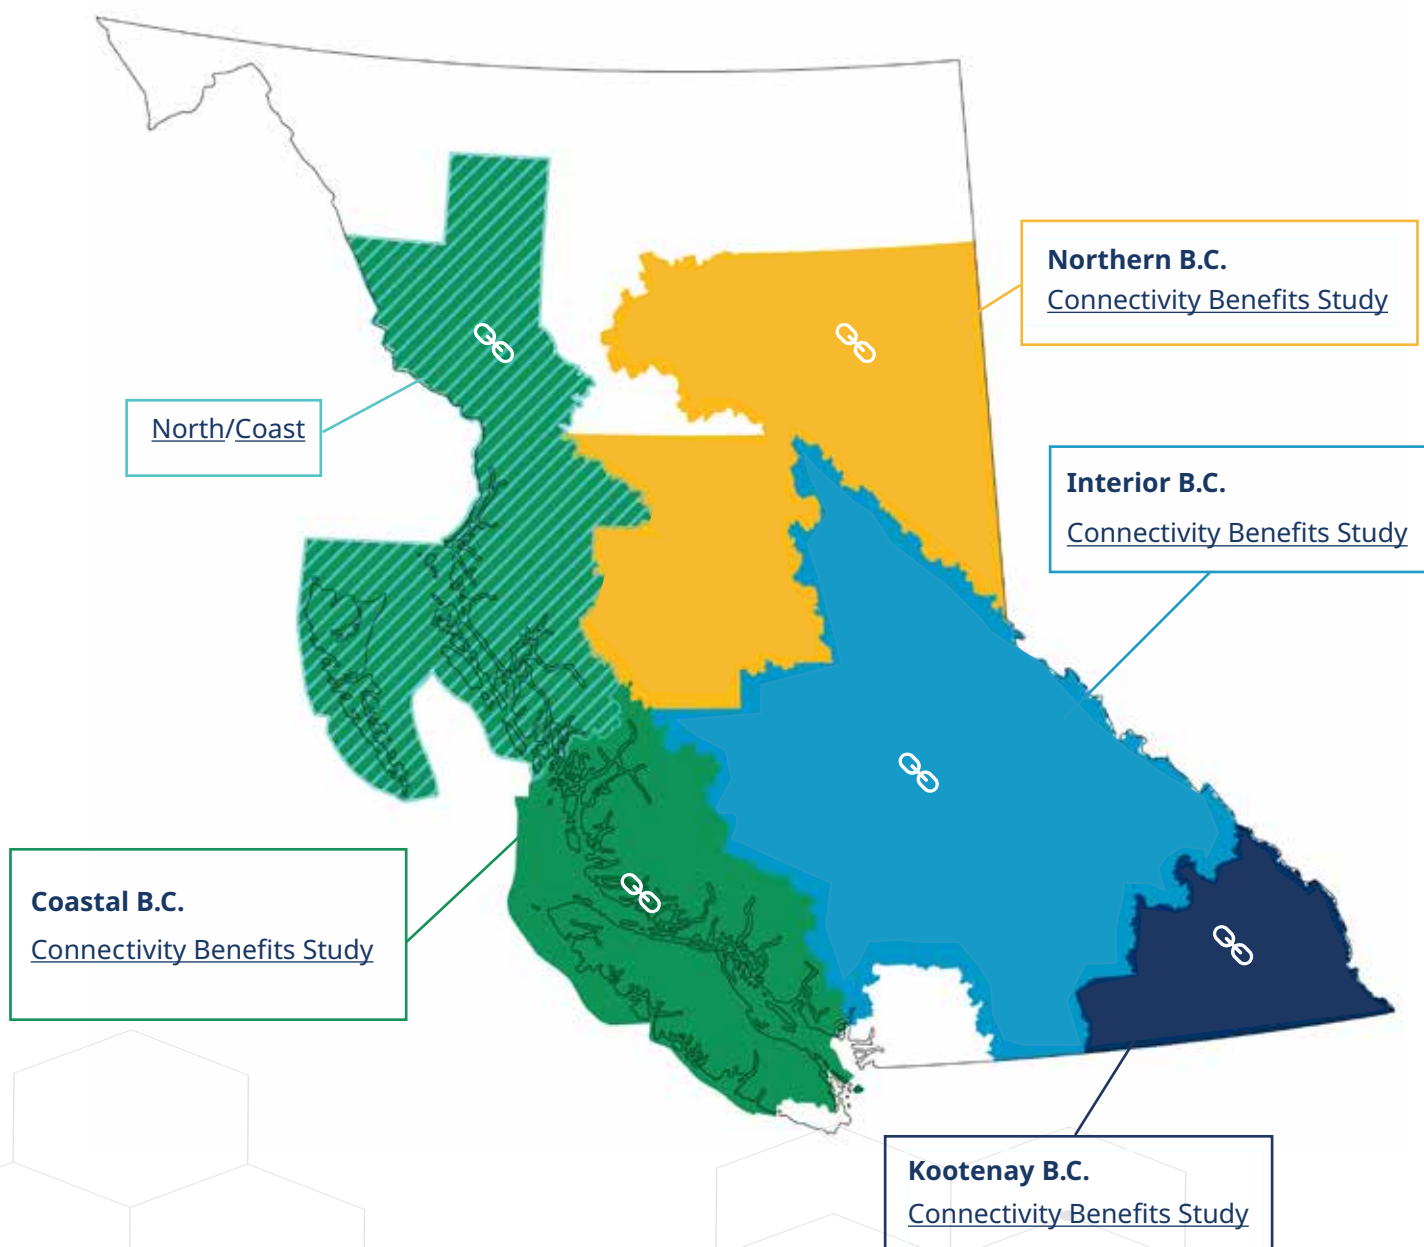 Northern B.C.
Connectivity Benefits Study
North/Coast
Interior B.C.
Connectivity Benefits Study
Coastal B.C.
Connectivity Benefits Study
Kootenay B.C.
Connectivity Benefits Study